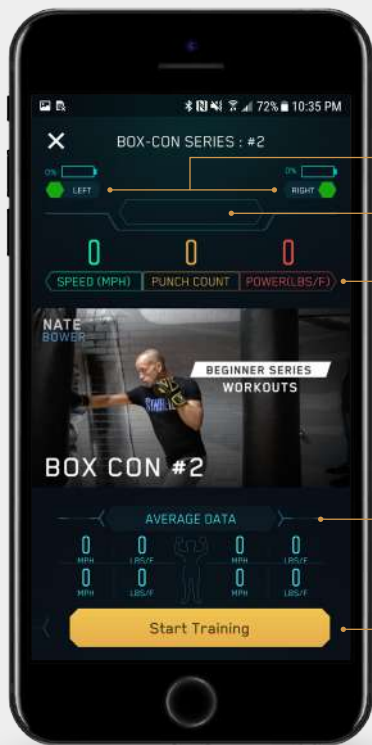 72% 10:35 PM
BOX-CON SERIES : #2
0% 0%
LEFT RIGHT
0 0 0
SPEED (MPH) PUNCH COUNT POWER(LBS/F)
NATE
BOWER
BEGINNER SERIES
WORKOUTS
BOX CON #2
AVERAGE DATA
0 0 0 0
MPH LBS/F MPH LBS/F
0 0 0 0
MPH LBS/F MPH LBS/F
Start Training